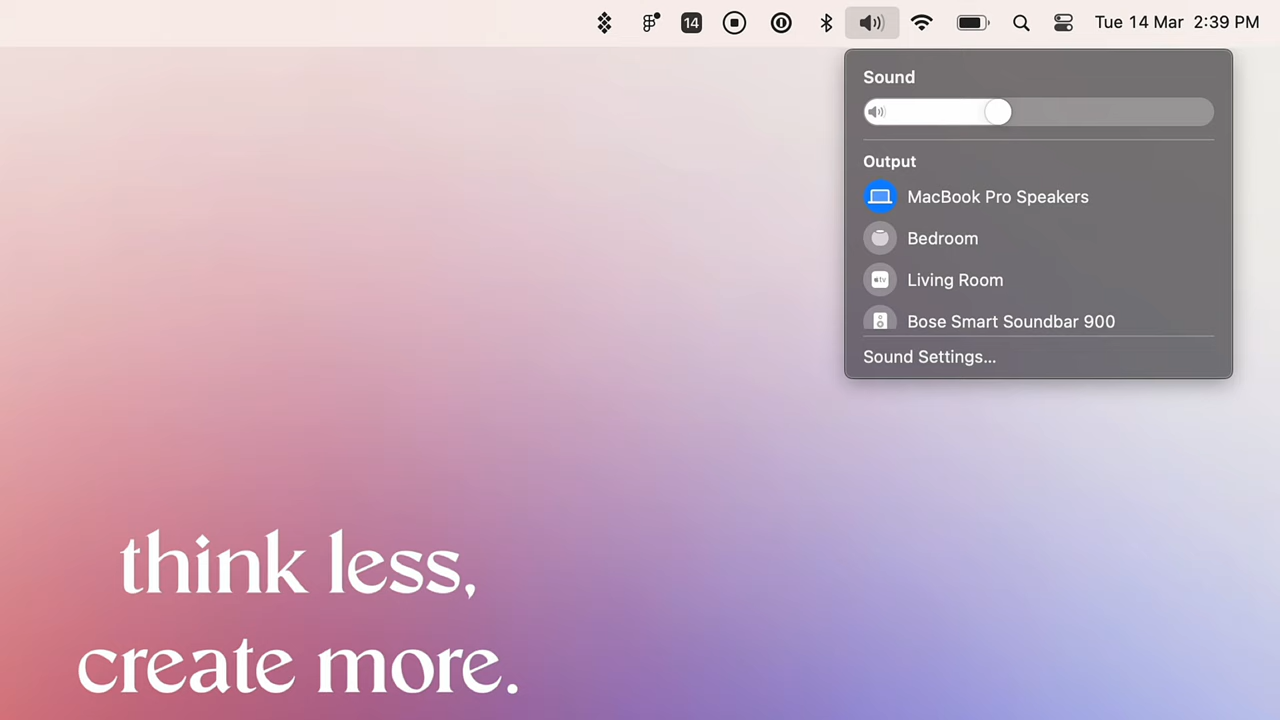 14
Tue 14 Mar 2:39 PM
Sound
Output
MacBook Pro Speakers
Bedroom
tv Living Room
Bose Smart Soundbar 900
Sound Settings...
think less,
create more.